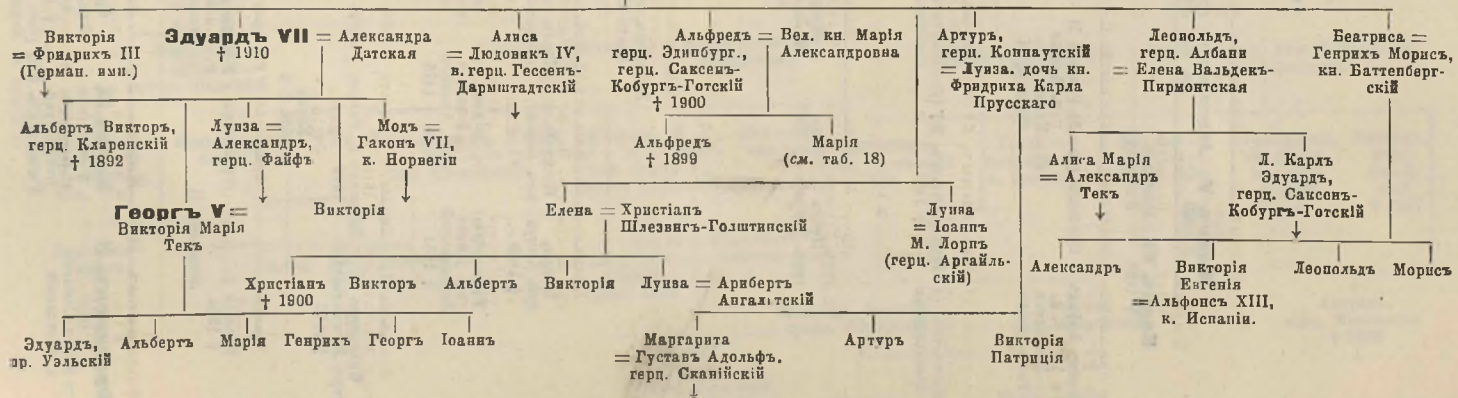 Викторія
= Фридрихъ III
(Герман. имп.)
Эдуардъ VII =
† 1910
Александра
Датская
Алиса
= Людовикъ IV,
в. герц. Гессенъ-
Дармштадтскій
Альфредъ =
герц. Эдинбург.,
герц. Саксенъ-
Кобургъ-Готскій
† 1900
Вел. кн. Марія
Александровна
Артуръ,
герц. Коннаутскій
= Луиза. дочь кн.
Фридриха Карла
Прусскаго
Леопольдъ,
герц. Албани
= Елена Вальдекъ-
Пирмонтская
Беатриса =
Генрихъ Морисъ,
кн. Баттенберг-
скій
Альбертъ Викторъ,
герц. Кларенскій
† 1892
Луиза =
Александръ,
герц. Файфъ
Модъ =
Гаконъ VII,
к. Норвегіи
Альфредъ
† 1899
Марія
(см. таб. 18)
Алиса Марія
= Александръ
Текъ
Л. Карлъ
Эдуардъ,
герц. Саксонъ-
Кобургъ-Готскій
Георгъ V =
Викторія Марія
Текъ
Викторія
Елена =
Христіанъ
Шлезвигъ-Голштинскій
Луиза
= Іоаннъ
М. Лорнъ
(герц. Аргайль-
скій)
Александръ
Викторія
Евгенія
=Альфонсъ XIII,
к. Испаніи.
Леопольдъ
Морисъ
Христіанъ
† 1900
Викторъ
Альбертъ
Викторія
Луиза =
Арибертъ
Ангальтскій
Эдуардъ,
пр. Уэльскій
Альбертъ
Марія
Генрихъ
Георгъ
Іоаннъ
Маргарита
= Густавъ Адольфъ,
герц. Сканійскій
Артуръ
Викторія
Патриція